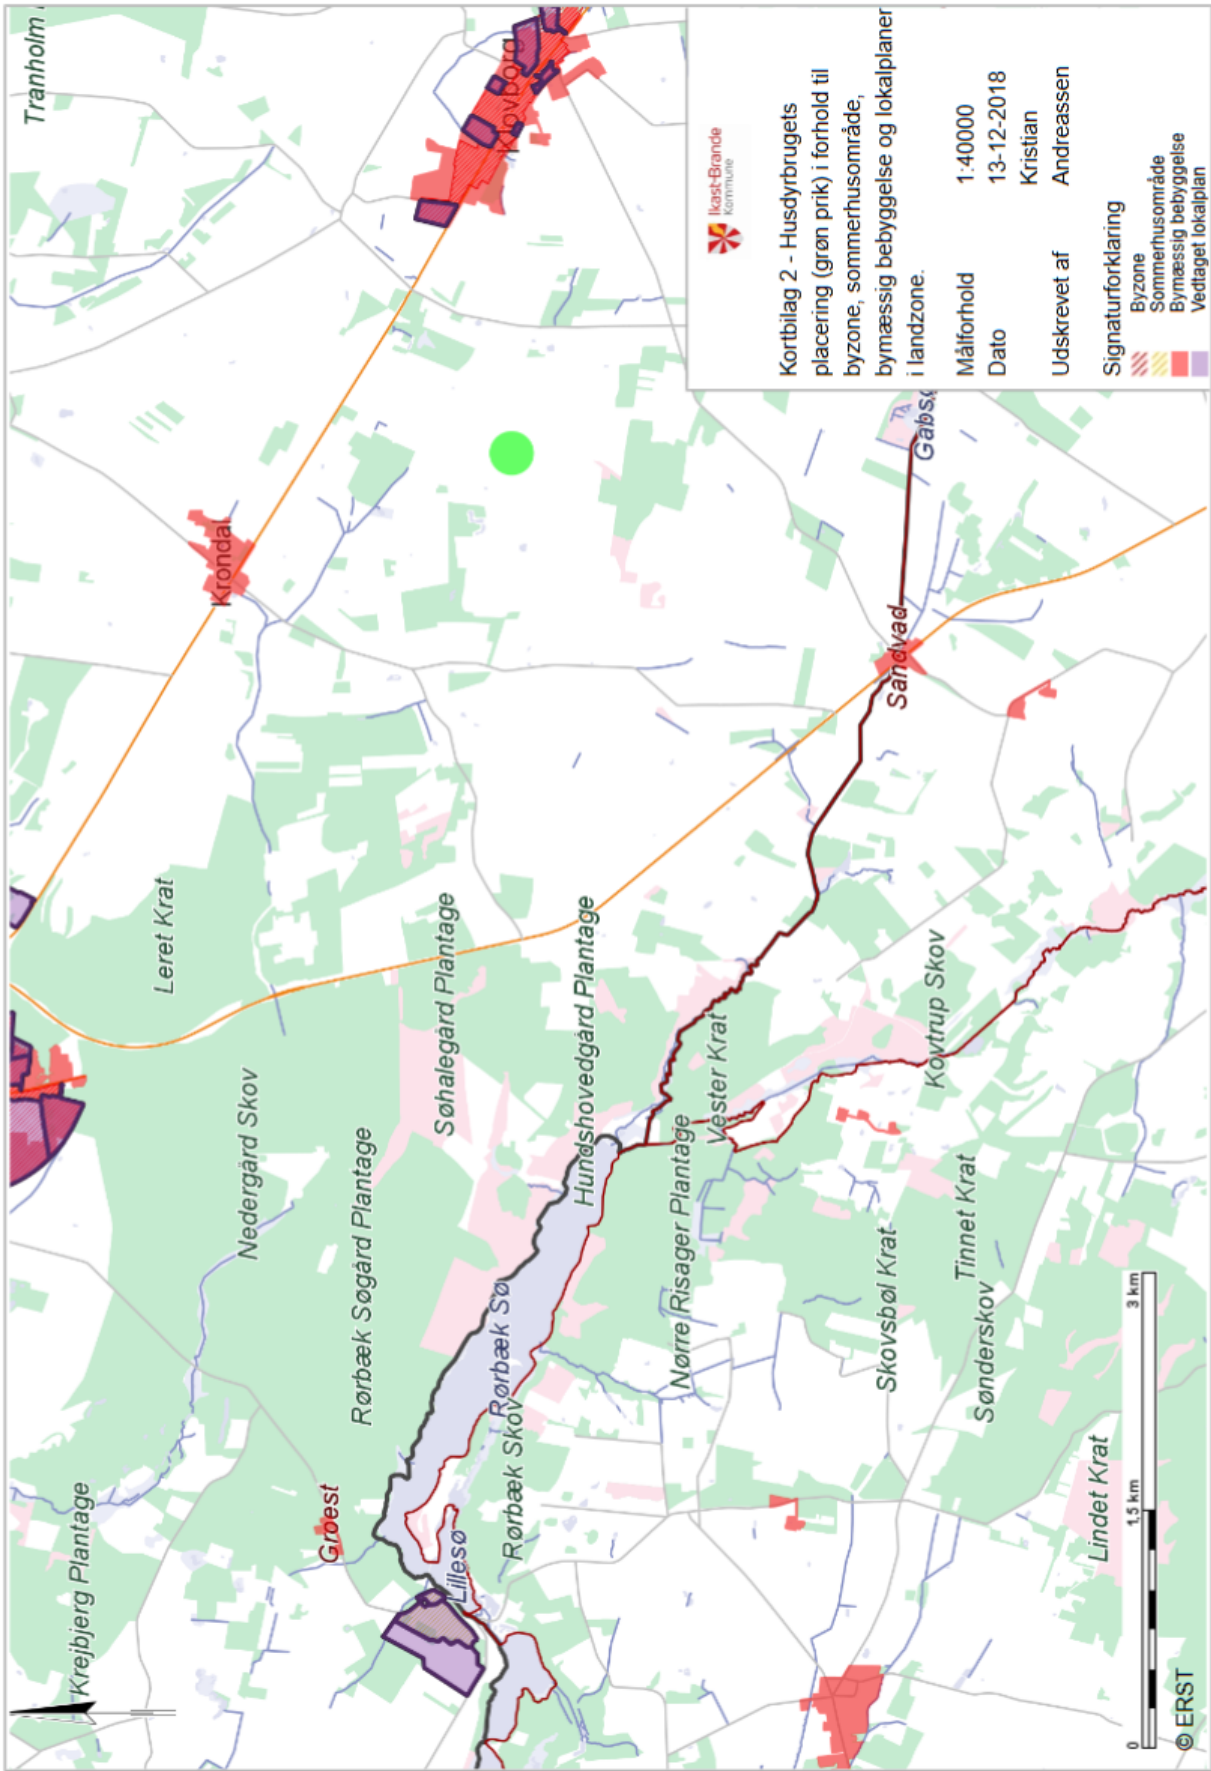 Tranholm
Klovborg
Krondal
Leret Krat
Nedergård Skov
Krejbjerg Plantage
Søhalegård Plantage
Rørbæk Søgård Plantage
Groest
Hundshovedgård Plantage
Rørbæk Sø
Rørbæk Skov
Lillesø
Sandvad
Vester Krat
Nørre Risager Plantage
Kovtrup Skov
Skovsbøl Krat
Tinnet Krat
Sønderskov
Lindet Krat
0
1,5 km
3 km
© ERST
Ikast-Brande
Kommune
Kortbilag 2 - Husdyrbrugets
placering (grøn prik) i forhold til
byzone, sommerhusområde,
bymæssig bebyggelse og lokalplaner
i landzone.
Målforhold 1:40000
Dato 13-12-2018
Kristian
Udskrevet af Andreassen
Signaturforklaring
Byzone
Sommerhusområde
Bymæssig bebyggelse
Vedtaget lokalplan